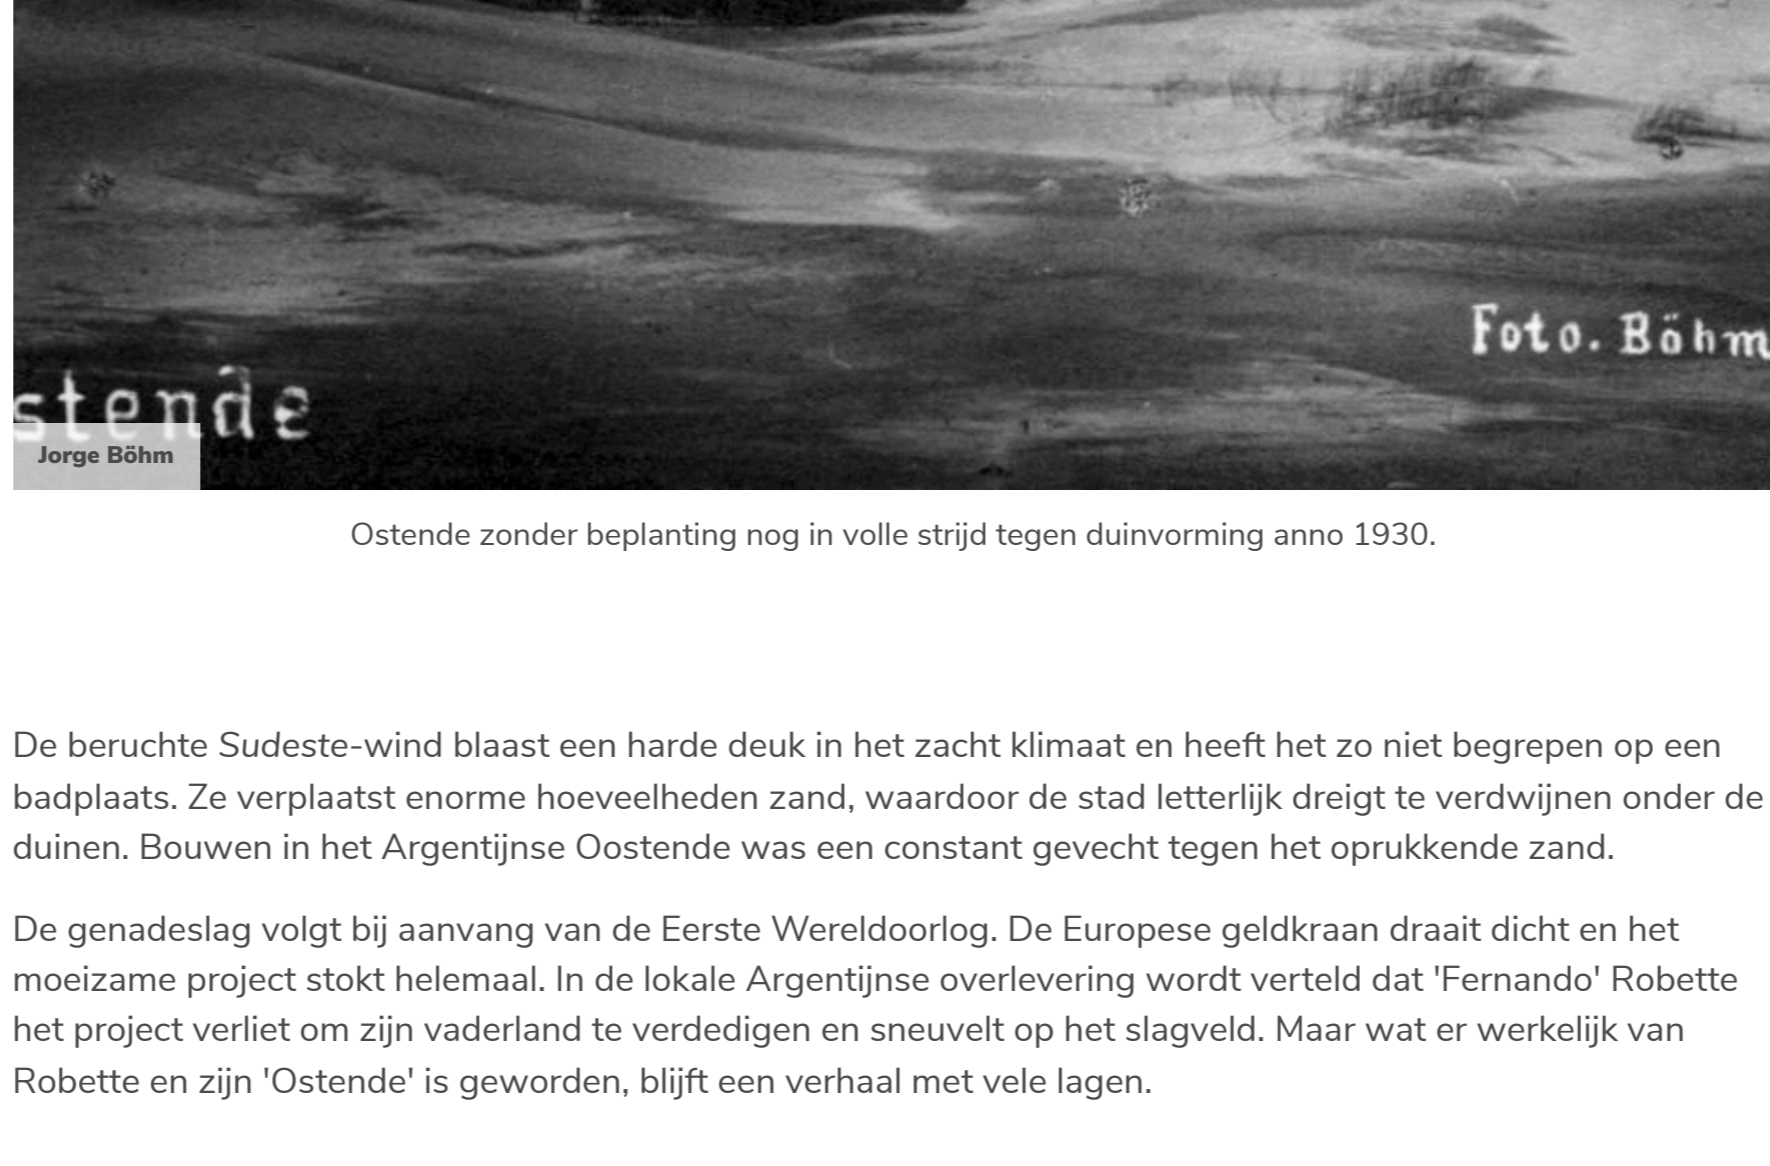 Foto. Böhm
stende
Jorge Böhm
Ostende zonder beplanting nog in volle strijd tegen duinvorming anno 1930.
De beruchte Sudeste-wind blaast een harde deuk in het zacht klimaat en heeft het zo niet begrepen op een
badplaats. Ze verplaatst enorme hoeveelheden zand, waardoor de stad letterlijk dreigt te verdwijnen onder de
duinen. Bouwen in het Argentijnse Oostende was een constant gevecht tegen het oprukkende zand.
De genadeslag volgt bij aanvang van de Eerste Wereldoorlog. De Europese geldkraan draait dicht en het
moeizame project stokt helemaal. In de lokale Argentijnse overlevering wordt verteld dat 'Fernando' Robette
het project verliet om zijn vaderland te verdedigen en sneuvelt op het slagveld. Maar wat er werkelijk van
Robette en zijn 'Ostende' is geworden, blijft een verhaal met vele lagen.